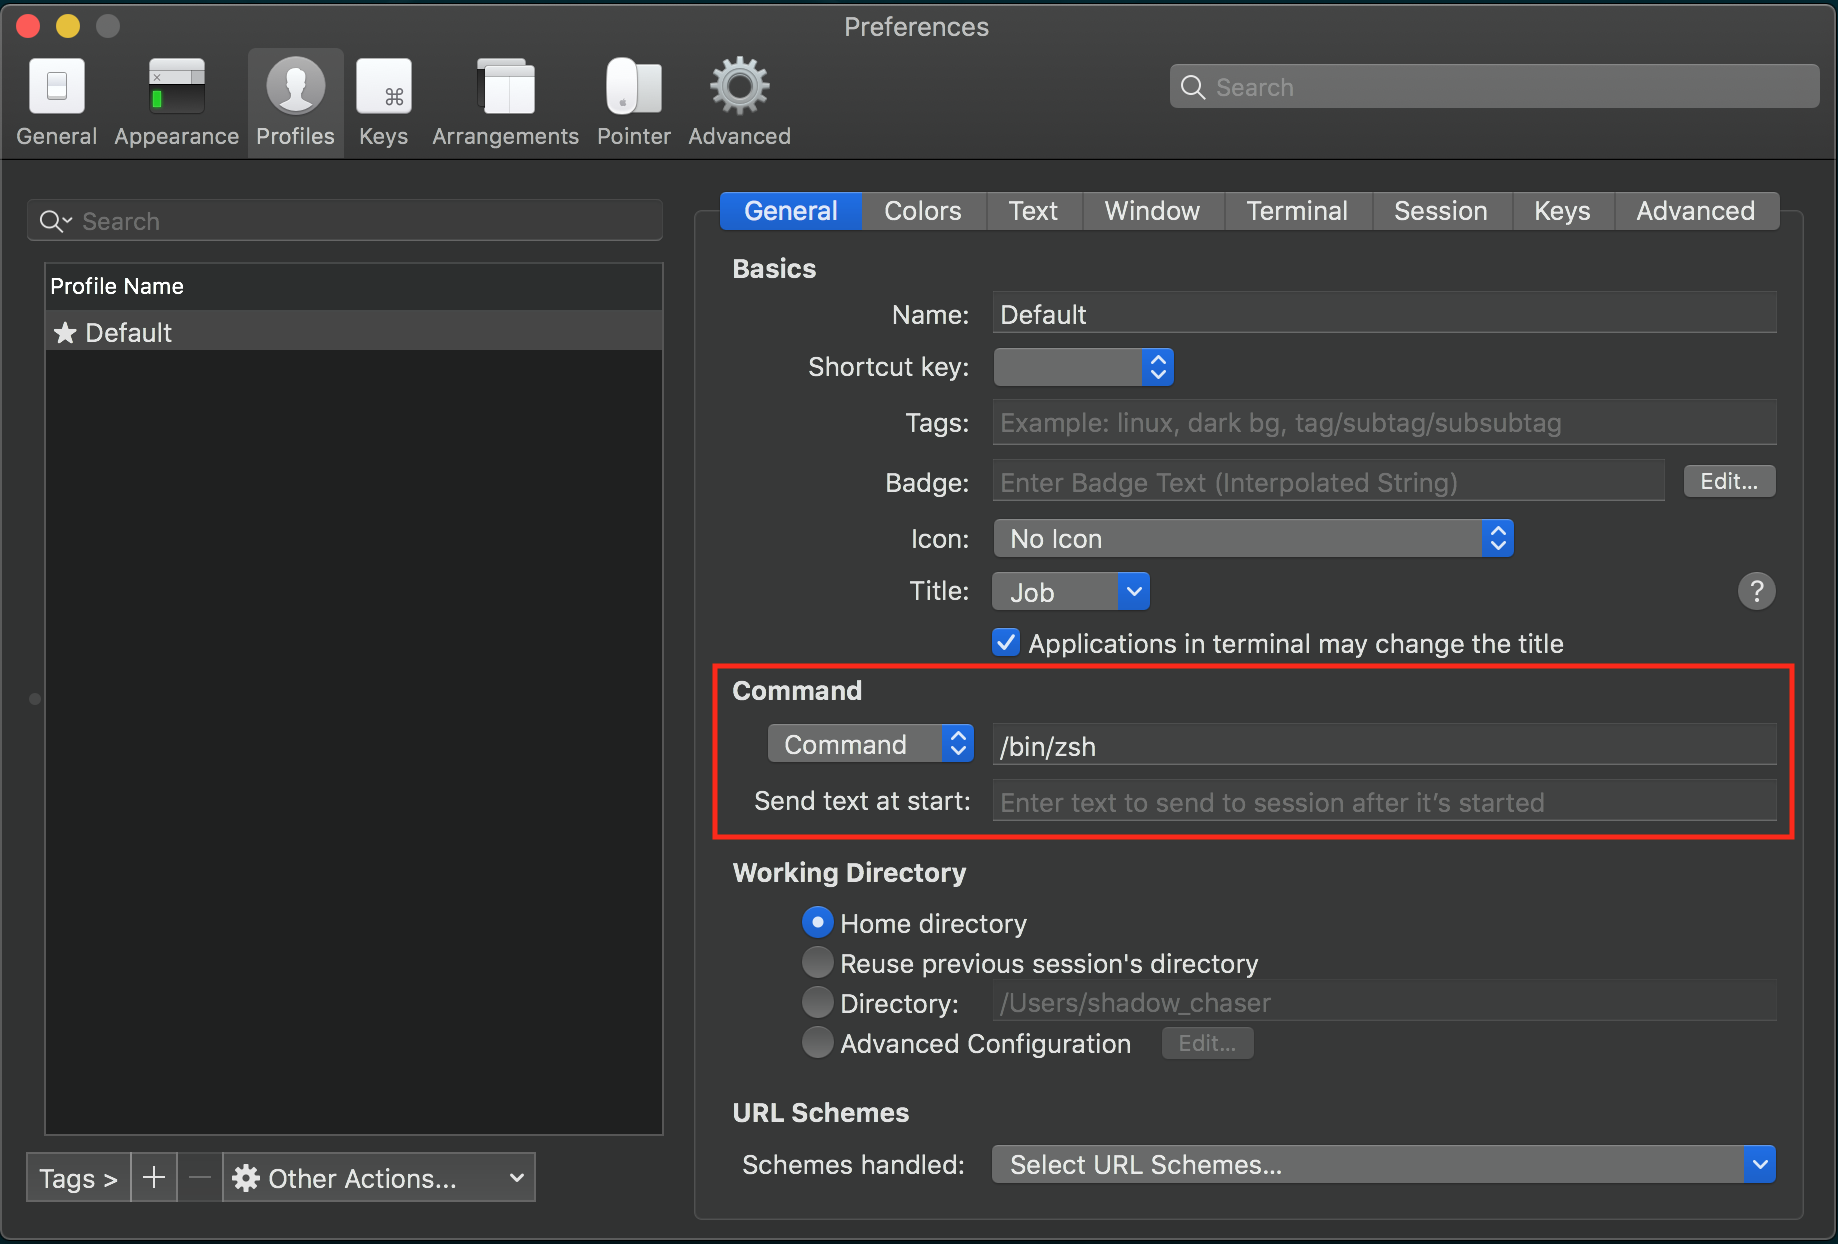 Preferences
General Appearance Profiles Keys Arrangements Pointer Advanced
Search
Search
Profile Name
Default
General Colors Text Window Terminal Session Keys Advanced
Basics
Name: Default
Shortcut key:
Tags: Example: linux, dark bg, tag/subtag/subsubtag
Badge: Enter Badge Text (Interpolated String) Edit...
Icon: No Icon
Title: Job ?
Applications in terminal may change the title
Command
Command /bin/zsh
Send text at start: Enter text to send to session after it’s started
Working Directory
Home directory
Reuse previous session's directory
Directory: /Users/shadow_chaser
Advanced Configuration Edit...
URL Schemes
Schemes handled: Select URL Schemes...
Tags > + − Other Actions...